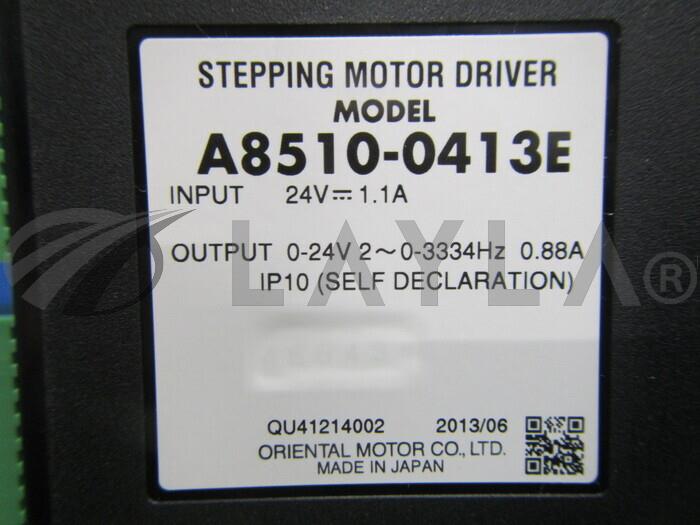 STEPPING MOTOR DRIVER
MODEL
A8510-0413E
INPUT 24V⎓ 1.1A
OUTPUT 0-24V 2～0-3334Hz 0.88A
IP10 (SELF DECLARATION)
LAYLA®
QU41214002 2013/06
ORIENTAL MOTOR CO., LTD.
MADE IN JAPAN